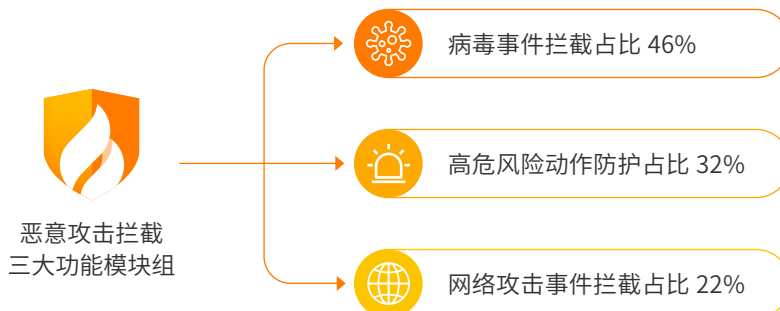 病毒事件拦截占比 46%
高危风险动作防护占比 32%
恶意攻击拦截
三大功能模块组
网络攻击事件拦截占比 22%